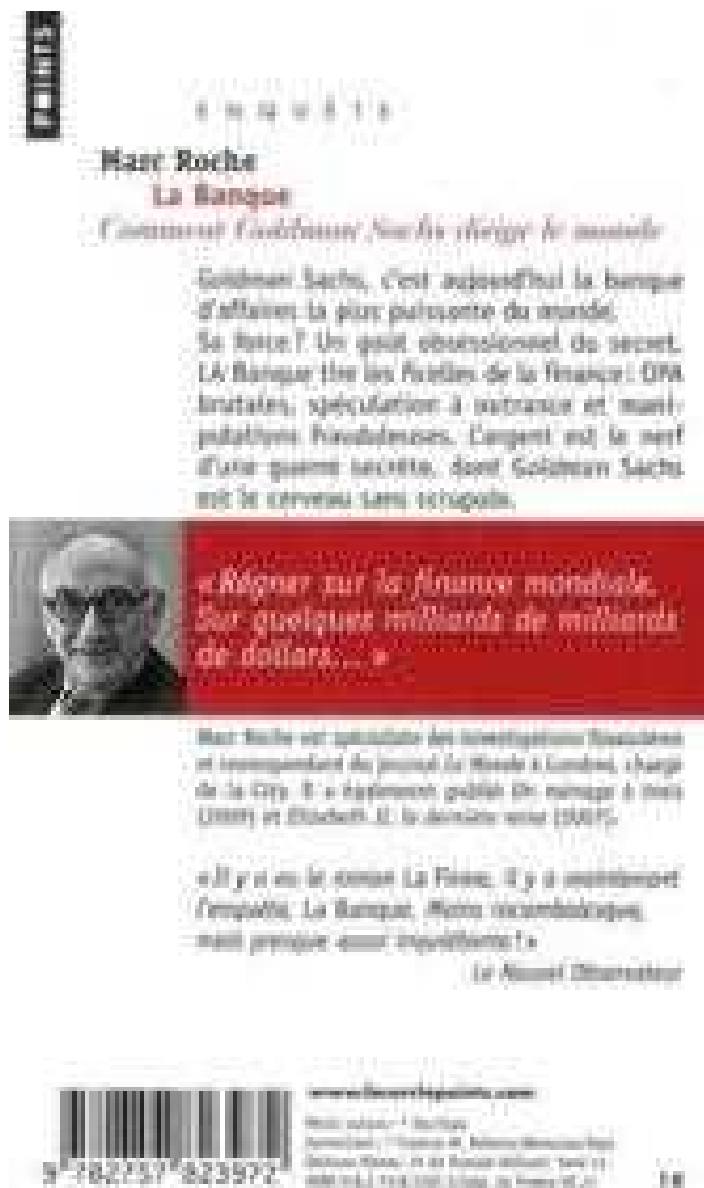 POINTS
ENQUÊTE
Marc Roche
La Banque
Comment Goldman Sachs dirige le monde
Goldman Sachs, c'est aujourd'hui la banque
d'affaires la plus puissante du monde.
Sa force ? Un goût obsessionnel du secret.
LA Banque tire les ficelles de la finance : OPA
brutales, spéculation à outrance et mani-
pulations frauduleuses. L'argent est le nerf
d'une guerre secrète, dont Goldman Sachs
est le cerveau sans scrupule.
« Régner sur la finance mondiale.
Sur quelques milliards de milliards
de dollars... »
Marc Roche est spécialiste des investigations financières
et correspondant du journal Le Monde à Londres, chargé
de la City. Il a également publié Un ménage à trois
(2009) et Elizabeth II, la dernière reine (2007).
« Il y a eu le roman La Firme, il y a maintenant
l'enquête, La Banque. Moins rocambolesque,
mais presque aussi inquiétante ! »
Le Nouvel Observateur
www.lecerclepoints.com
9 782757 823972